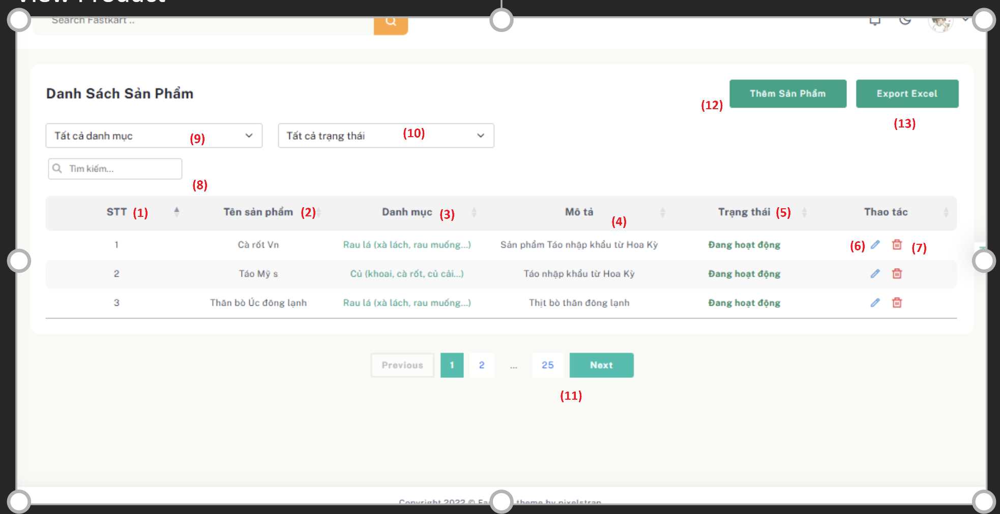 View Product
Search Fastkart ..
Danh Sách Sản Phẩm
Thêm Sản Phẩm
Export Excel
(12)
(13)
Tất cả danh mục (9)
Tất cả trạng thái (10)
Tìm kiếm...
(8)
STT (1) Tên sản phẩm (2) Danh mục (3) Mô tả (4) Trạng thái (5) Thao tác
1 Cà rốt Vn Rau lá (xà lách, rau muống...) Sản phẩm Táo nhập khẩu từ Hoa Kỳ Đang hoạt động (6) (7)
2 Táo Mỹ s Củ (khoai, cà rốt, củ cải...) Táo nhập khẩu từ Hoa Kỳ Đang hoạt động
3 Thăn bò Úc đông lạnh Rau lá (xà lách, rau muống...) Thịt bò thăn đông lạnh Đang hoạt động
Previous 1 2 ... 25 Next
(11)
Copyright 2022 © theme by pixelstrap